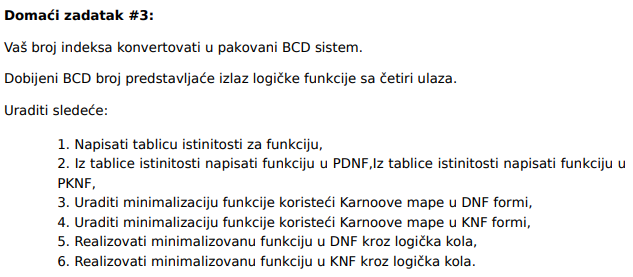 Domaći zadatak #3:
Vaš broj indeksa konvertovati u pakovani BCD sistem.
Dobijeni BCD broj predstavljaće izlaz logičke funkcije sa četiri ulaza.
Uraditi sledeće:
1. Napisati tablicu istinitosti za funkciju,
2. Iz tablice istinitosti napisati funkciju u PDNF,Iz tablice istinitosti napisati funkciju u
PKNF,
3. Uraditi minimalizaciju funkcije koristeći Karnoove mape u DNF formi,
4. Uraditi minimalizaciju funkcije koristeći Karnoove mape u KNF formi,
5. Realizovati minimalizovanu funkciju u DNF kroz logička kola,
6. Realizovati minimalizovanu funkciju u KNF kroz logička kola.